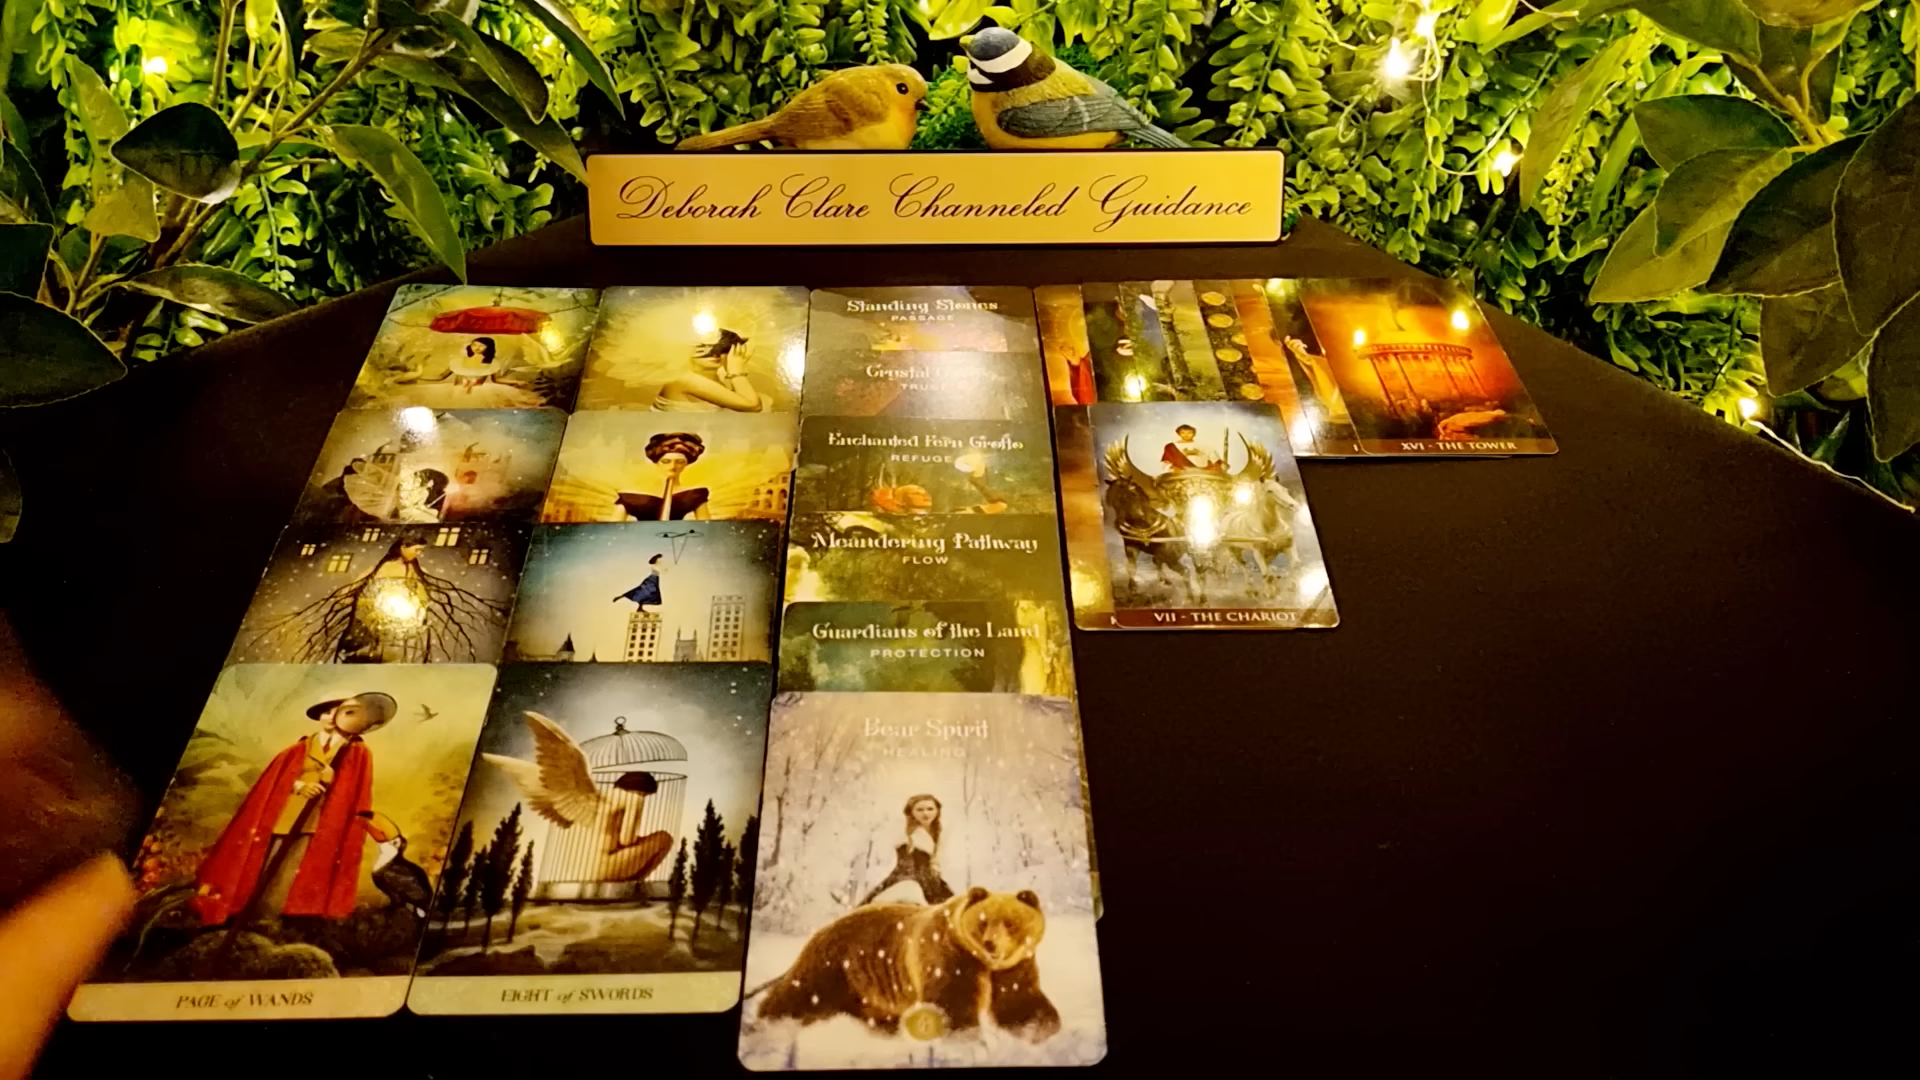 Deborah Clare Channeled Guidance
Standing Stones
PASSAGE
Crystal
TRUST
Enchanted Fern Grotto
REFUGE
Meandering Pathway
FLOW
Guardians of the Land
PROTECTION
Bear Spirit
HEALING
6
XVI - THE TOWER
VII - THE CHARIOT
PAGE of WANDS
EIGHT of SWORDS